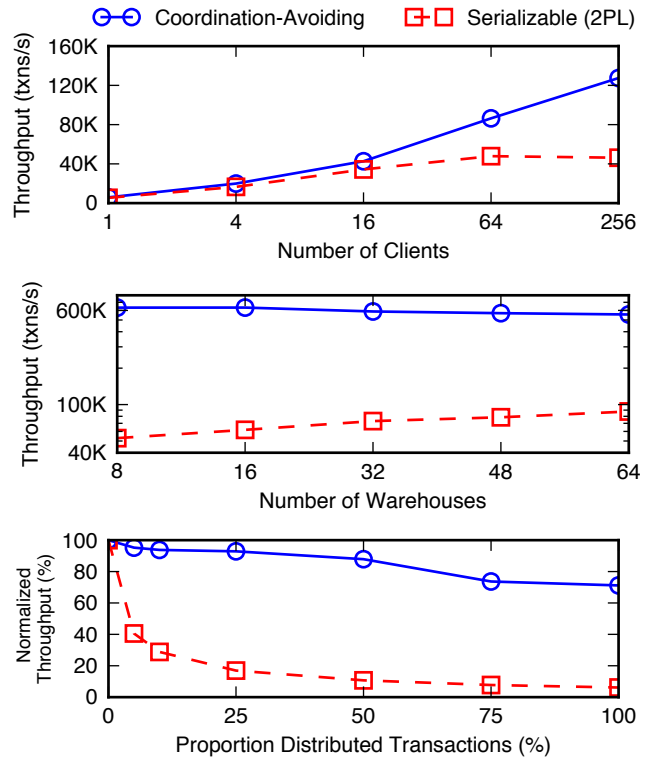 Coordination-Avoiding Serializable (2PL)
160K
120K
80K
40K
0
Throughput (txns/s)
1 4 16 64 256
Number of Clients
600K
100K
40K
Throughput (txns/s)
8 16 32 48 64
Number of Warehouses
100
80
60
40
20
0
Normalized
Throughput (%)
0 25 50 75 100
Proportion Distributed Transactions (%)